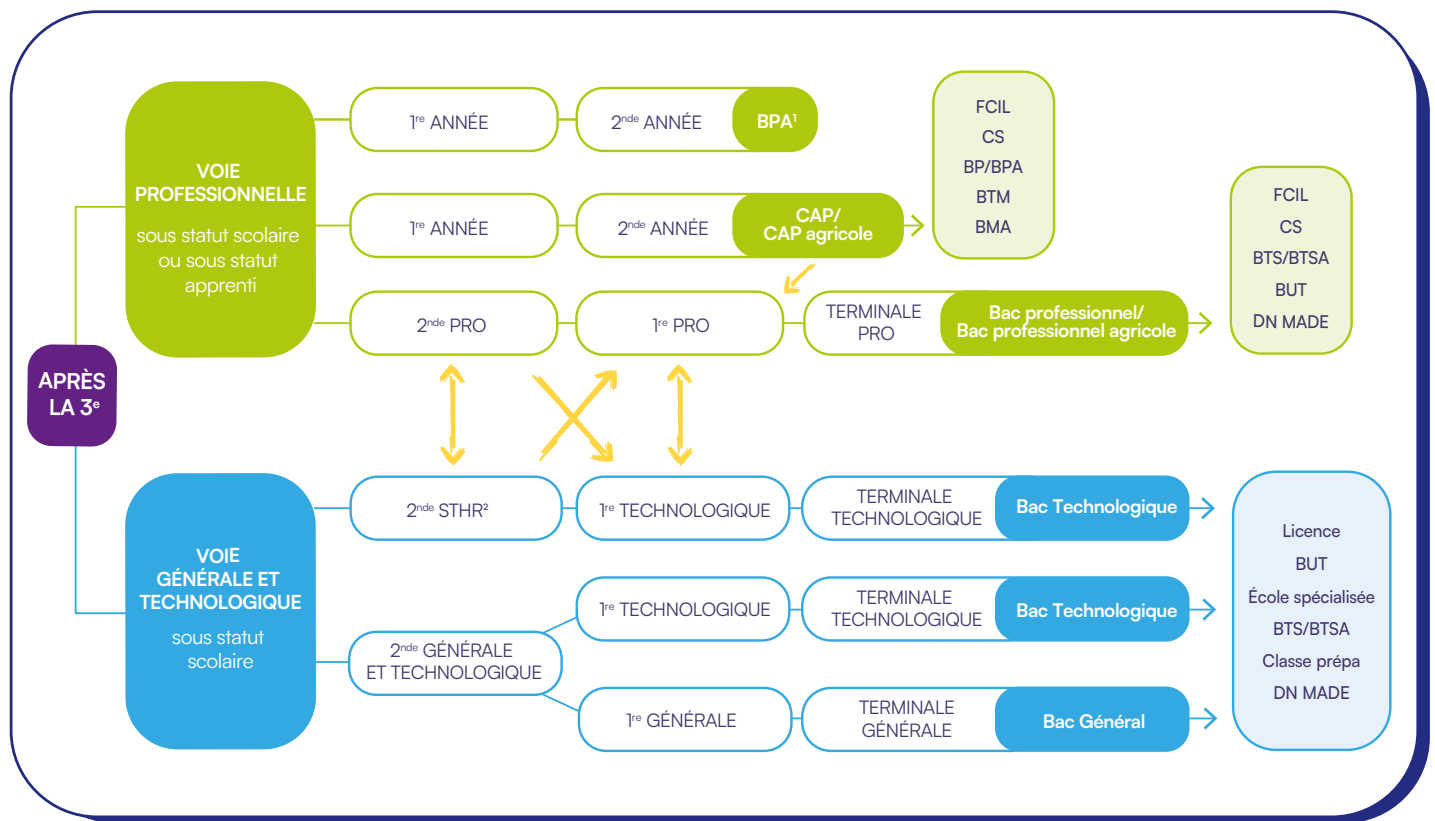 APRÈS
LA 3e
VOIE
PROFESSIONNELLE
sous statut scolaire
ou sous statut
apprenti
1re ANNÉE
2nde ANNÉE
BPA¹
1re ANNÉE
2nde ANNÉE
CAP/
CAP agricole
FCIL
CS
BP/BPA
BTM
BMA
2nde PRO
1re PRO
TERMINALE
PRO
Bac professionnel/
Bac professionnel agricole
FCIL
CS
BTS/BTSA
BUT
DN MADE
VOIE
GÉNÉRALE ET
TECHNOLOGIQUE
sous statut
scolaire
2nde STHR²
1re TECHNOLOGIQUE
TERMINALE
TECHNOLOGIQUE
Bac Technologique
2nde GÉNÉRALE
ET TECHNOLOGIQUE
1re TECHNOLOGIQUE
TERMINALE
TECHNOLOGIQUE
Bac Technologique
1re GÉNÉRALE
TERMINALE
GÉNÉRALE
Bac Général
Licence
BUT
École spécialisée
BTS/BTSA
Classe prépa
DN MADE